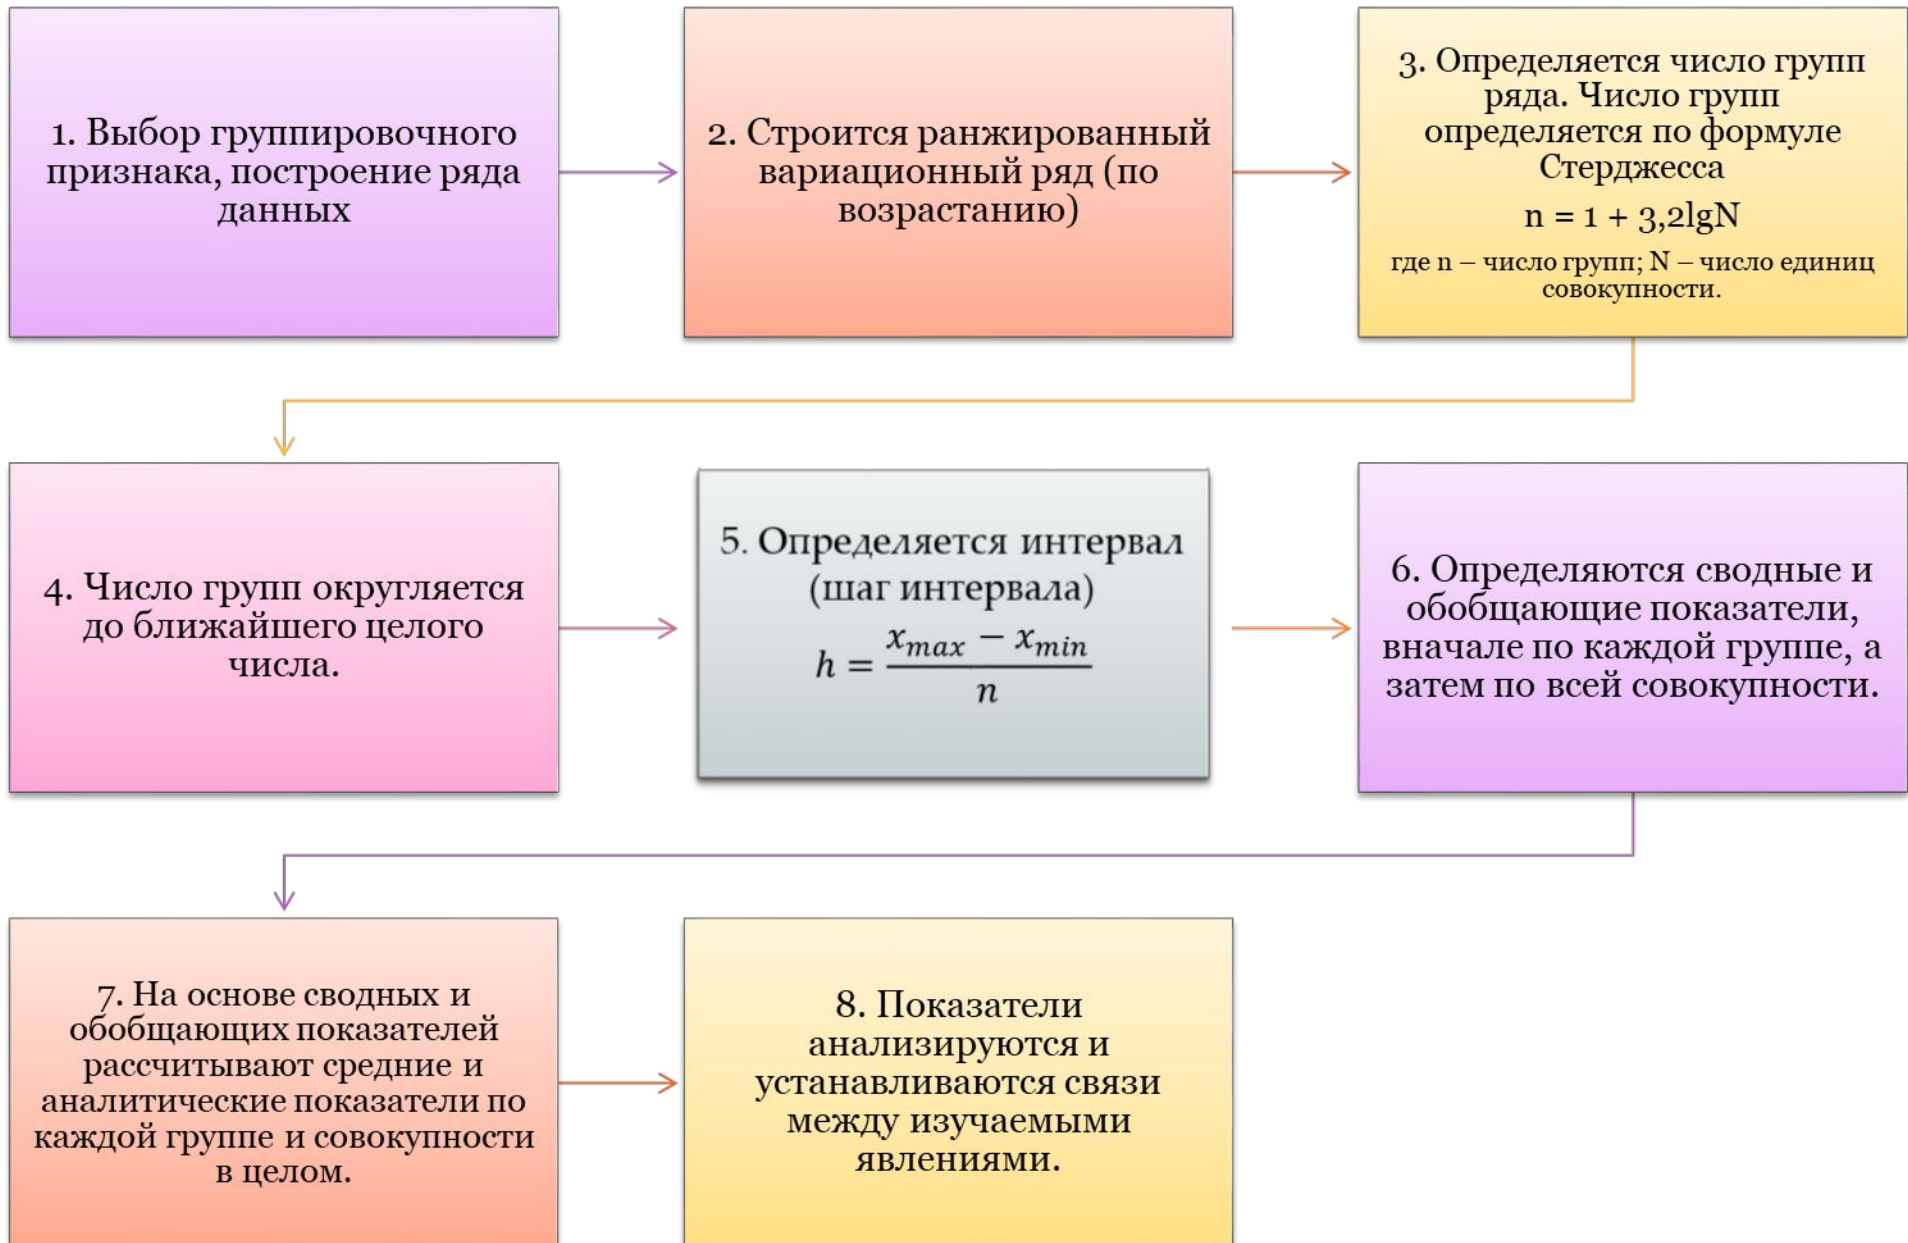 1. Выбор группировочного
признака, построение ряда
данных
2. Строится ранжированный
вариационный ряд (по
возрастанию)
3. Определяется число групп
ряда. Число групп
определяется по формуле
Стерджесса
n = 1 + 3,2lgN
где n – число групп; N – число единиц
совокупности.
4. Число групп округляется
до ближайшего целого
числа.
5. Определяется интервал
(шаг интервала)
h = (x_max − x_min) / n
6. Определяются сводные и
обобщающие показатели,
вначале по каждой группе, а
затем по всей совокупности.
7. На основе сводных и
обобщающих показателей
рассчитывают средние и
аналитические показатели по
каждой группе и совокупности
в целом.
8. Показатели
анализируются и
устанавливаются связи
между изучаемыми
явлениями.